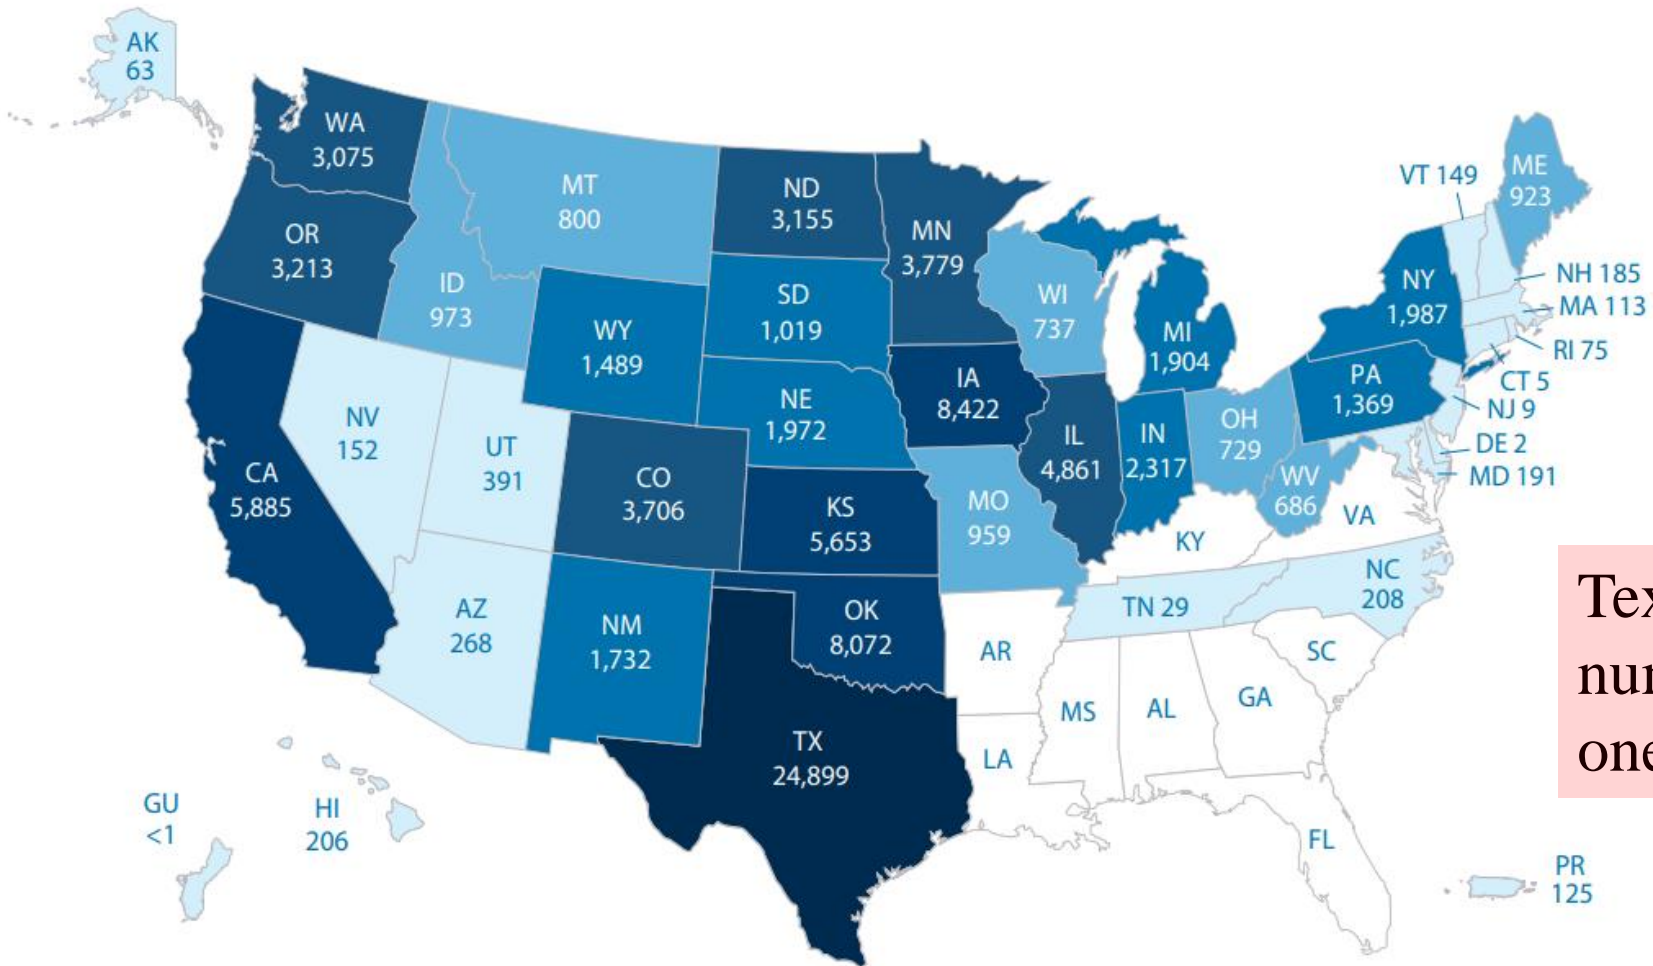 AK
63
WA
3,075
OR
3,213
CA
5,885
ID
973
NV
152
MT
800
WY
1,489
UT
391
AZ
268
CO
3,706
NM
1,732
ND
3,155
SD
1,019
NE
1,972
KS
5,653
OK
8,072
TX
24,899
MN
3,779
IA
8,422
MO
959
AR
LA
WI
737
IL
4,861
MI
1,904
IN
2,317
OH
729
KY
TN 29
MS
AL
GA
FL
SC
NC
208
VA
WV
686
PA
1,369
NY
1,987
VT 149
ME
923
NH 185
MA 113
RI 75
CT 5
NJ 9
DE 2
MD 191
GU
<1
HI
206
PR
125